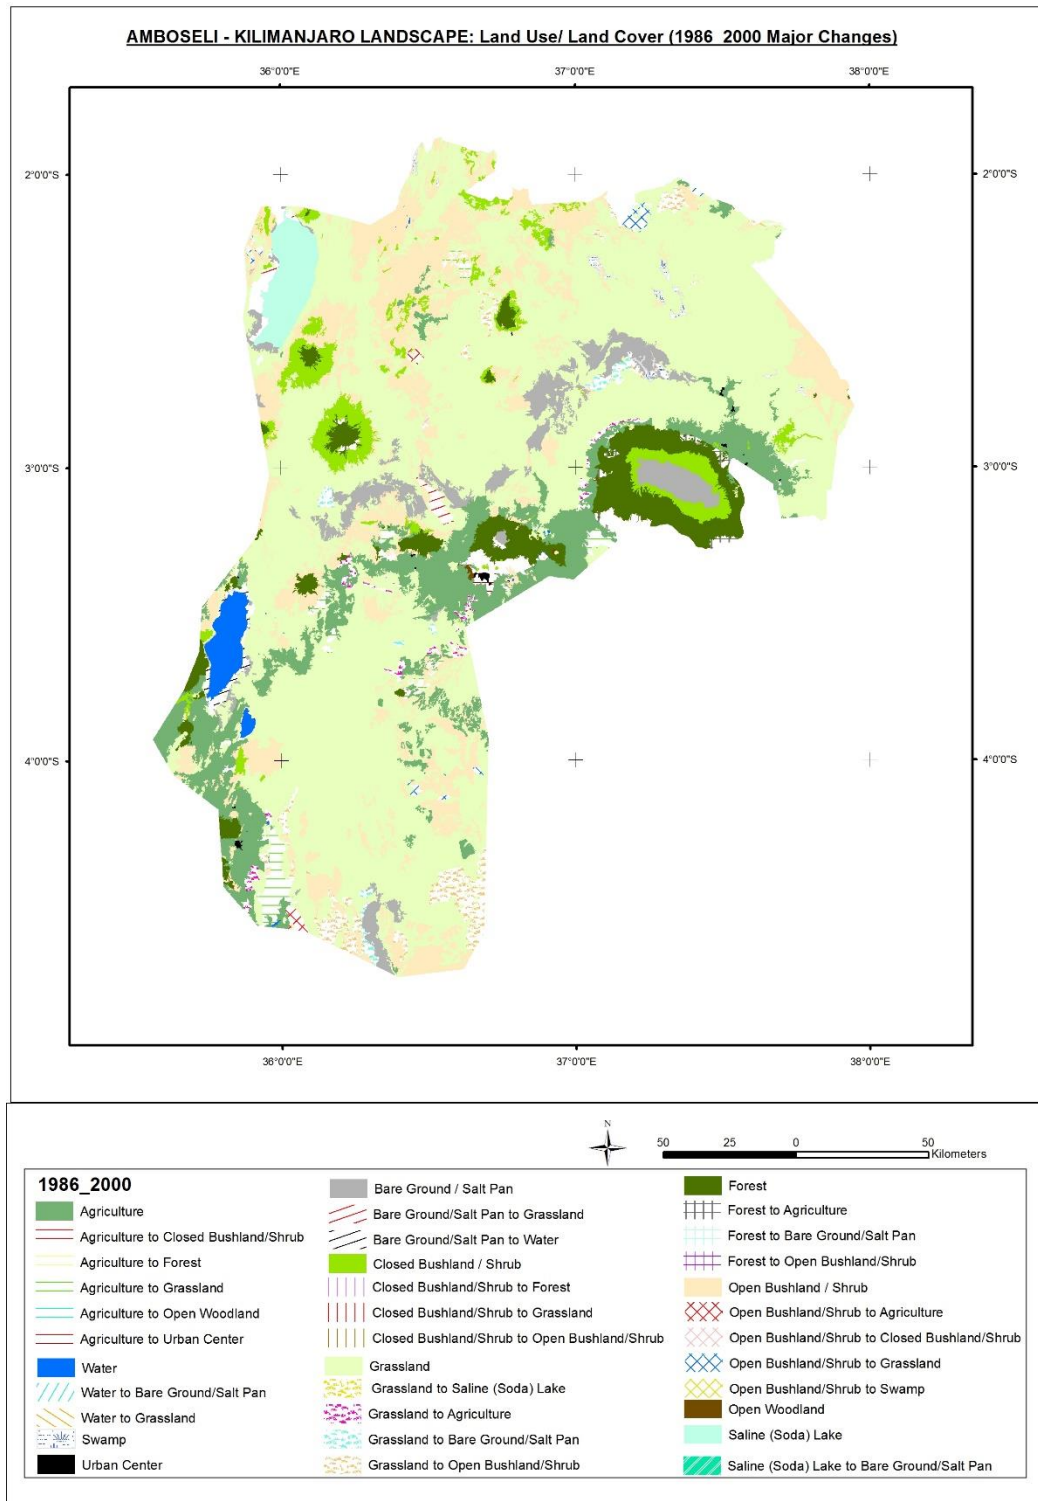 AMBOSELI - KILIMANJARO LANDSCAPE: Land Use/ Land Cover (1986_2000 Major Changes)
36°0'0"E 37°0'0"E 38°0'0"E
2°0'0"S 2°0'0"S
3°0'0"S 3°0'0"S
4°0'0"S 4°0'0"S
36°0'0"E 37°0'0"E 38°0'0"E
N
50 25 0 50
Kilometers
1986_2000
Agriculture
Agriculture to Closed Bushland/Shrub
Agriculture to Forest
Agriculture to Grassland
Agriculture to Open Woodland
Agriculture to Urban Center
Water
Water to Bare Ground/Salt Pan
Water to Grassland
Swamp
Urban Center
Bare Ground / Salt Pan
Bare Ground/Salt Pan to Grassland
Bare Ground/Salt Pan to Water
Closed Bushland / Shrub
Closed Bushland/Shrub to Forest
Closed Bushland/Shrub to Grassland
Closed Bushland/Shrub to Open Bushland/Shrub
Grassland
Grassland to Saline (Soda) Lake
Grassland to Agriculture
Grassland to Bare Ground/Salt Pan
Grassland to Open Bushland/Shrub
Forest
Forest to Agriculture
Forest to Bare Ground/Salt Pan
Forest to Open Bushland/Shrub
Open Bushland / Shrub
Open Bushland/Shrub to Agriculture
Open Bushland/Shrub to Closed Bushland/Shrub
Open Bushland/Shrub to Grassland
Open Bushland/Shrub to Swamp
Open Woodland
Saline (Soda) Lake
Saline (Soda) Lake to Bare Ground/Salt Pan